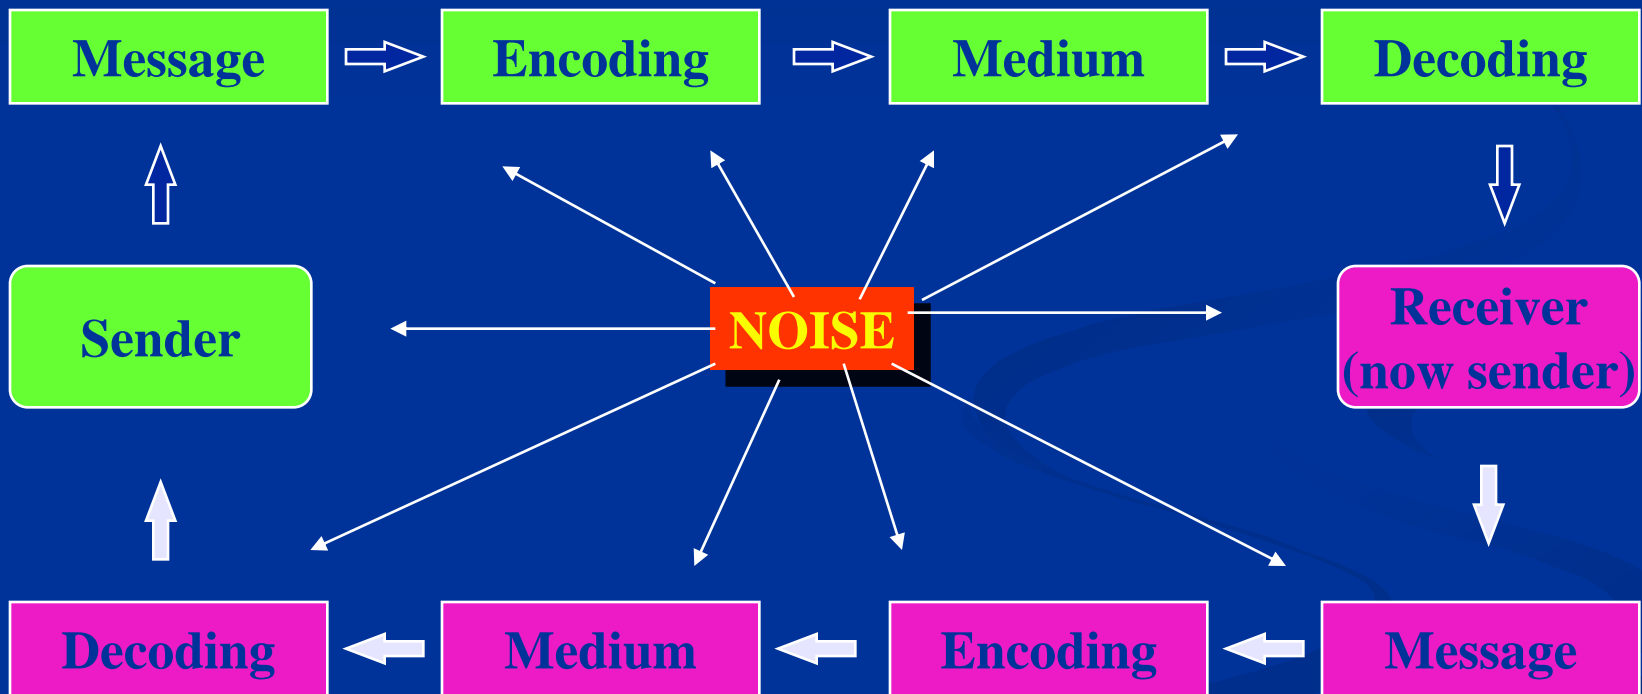 Message
Encoding
Medium
Decoding
Sender
NOISE
Receiver
(now sender)
Decoding
Medium
Encoding
Message